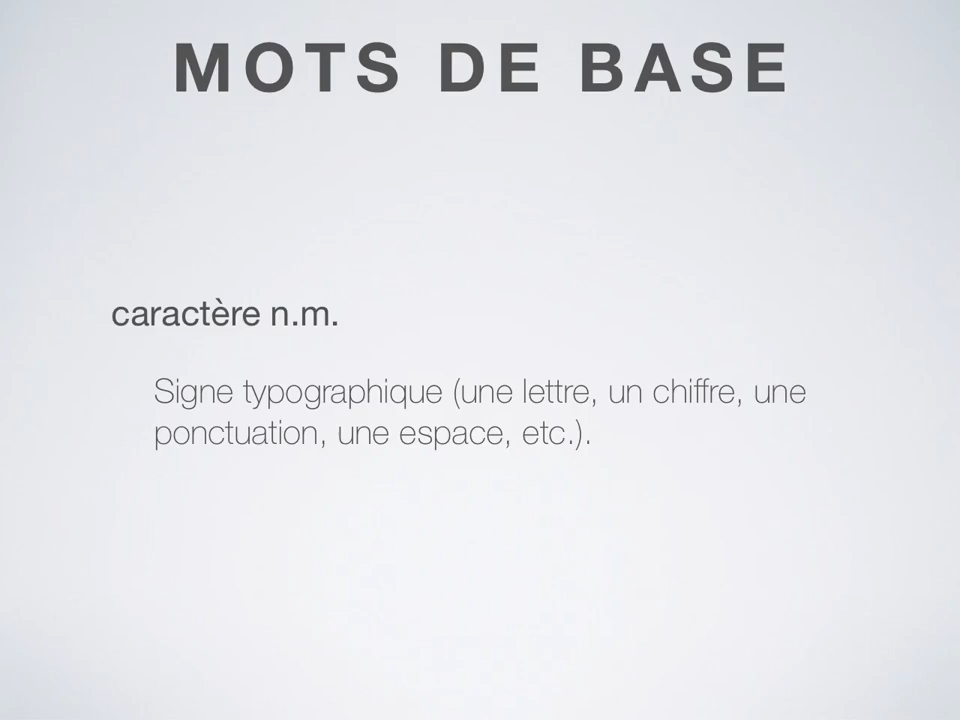 MOTS DE BASE
caractère n.m.
Signe typographique (une lettre, un chiffre, une
ponctuation, une espace, etc.).